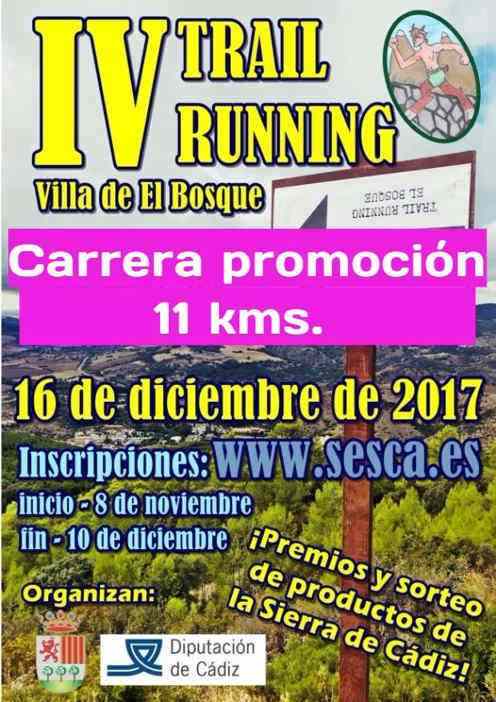 IV TRAIL
RUNNING
Villa de El Bosque
TRAIL RUNNING
EL BOSQUE
Carrera promoción
11 kms.
16 de diciembre de 2017
Inscripciones: www.sesca.es
inicio - 8 de noviembre
fin - 10 de diciembre
¡Premios y sorteo
de productos de
la Sierra de Cádiz!
Organizan:
Diputación
de Cádiz